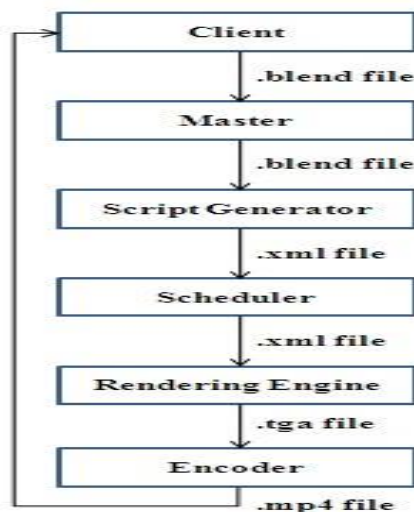 Client
.blend file
Master
.blend file
Script Generator
.xml file
Scheduler
.xml file
Rendering Engine
.tga file
Encoder
.mp4 file